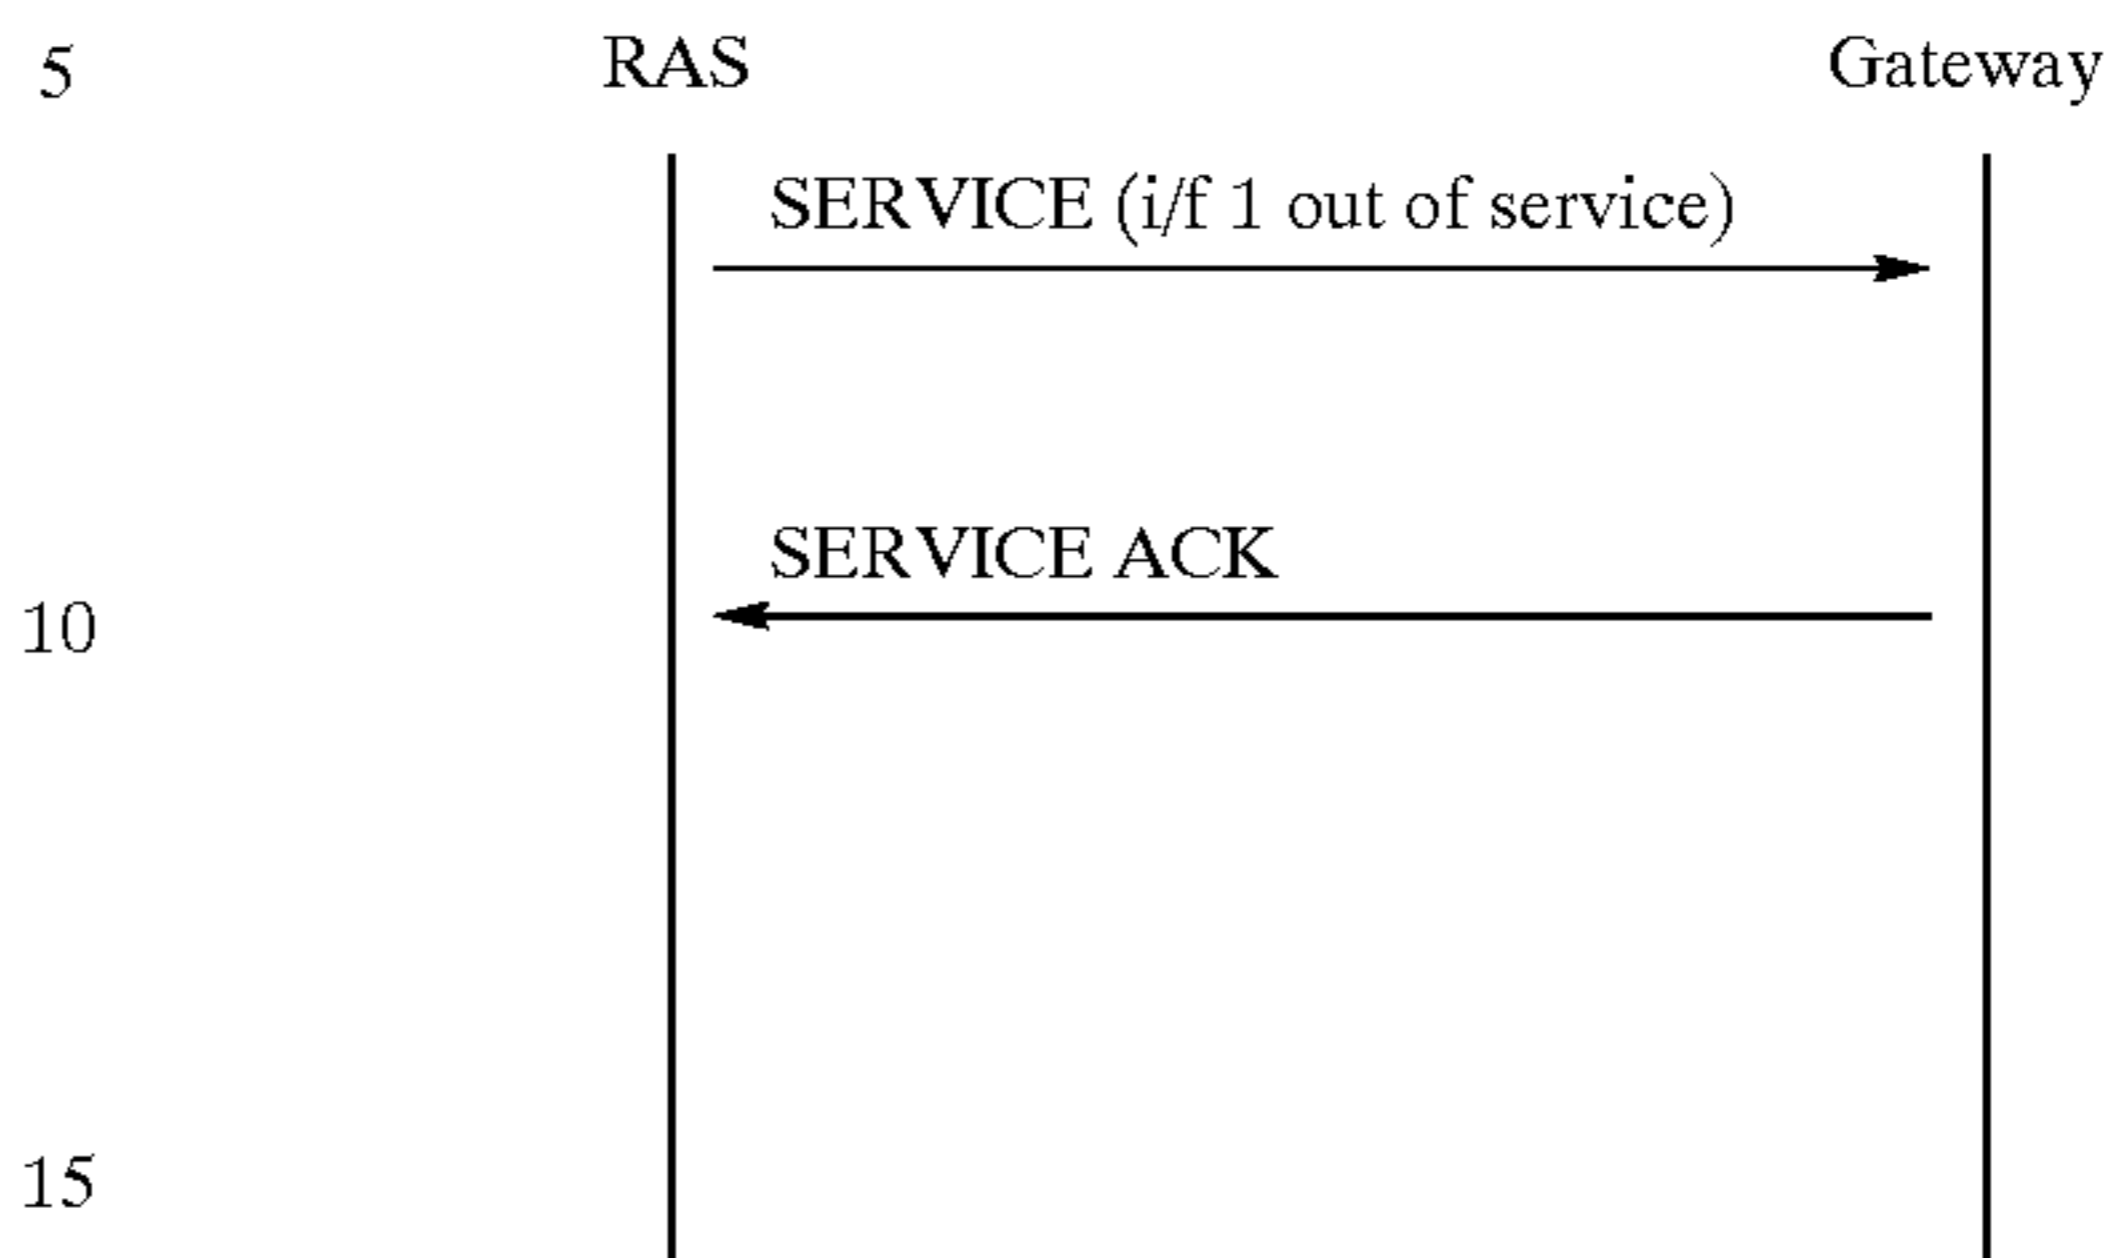 5 RAS Gateway
SERVICE (i/f 1 out of service)
SERVICE ACK
10
15